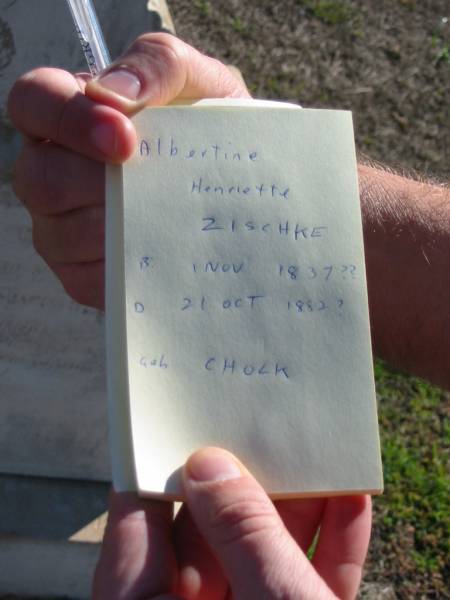 Albertine
Henriette
ZISCHKE
B. 1 NOV 1837??
D 21 OCT 1882?
Geb CHOLK